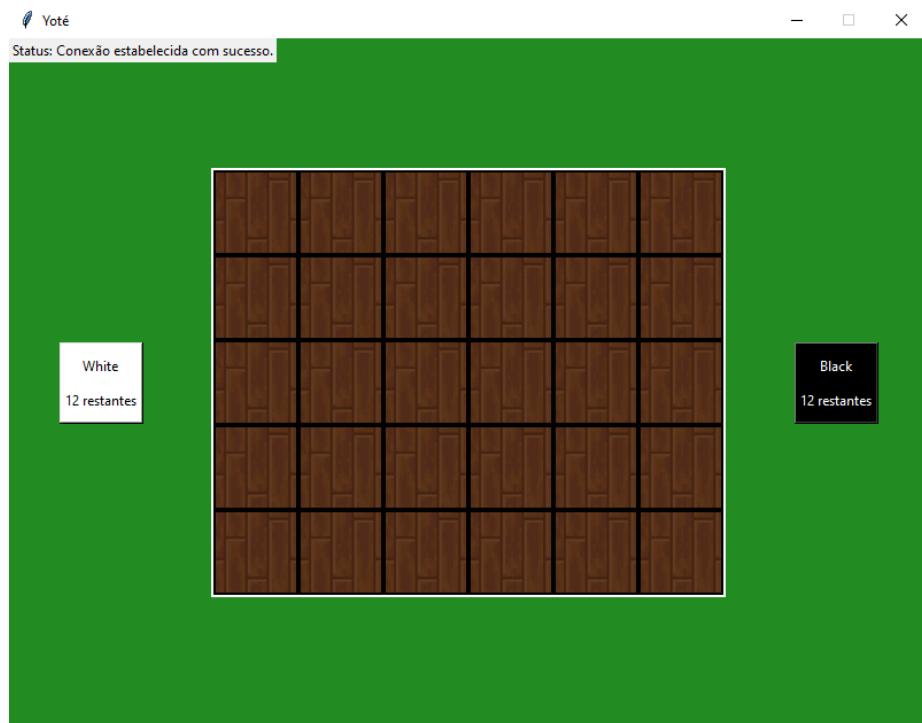 Yoté
Status: Conexão estabelecida com sucesso.
White
12 restantes
Black
12 restantes